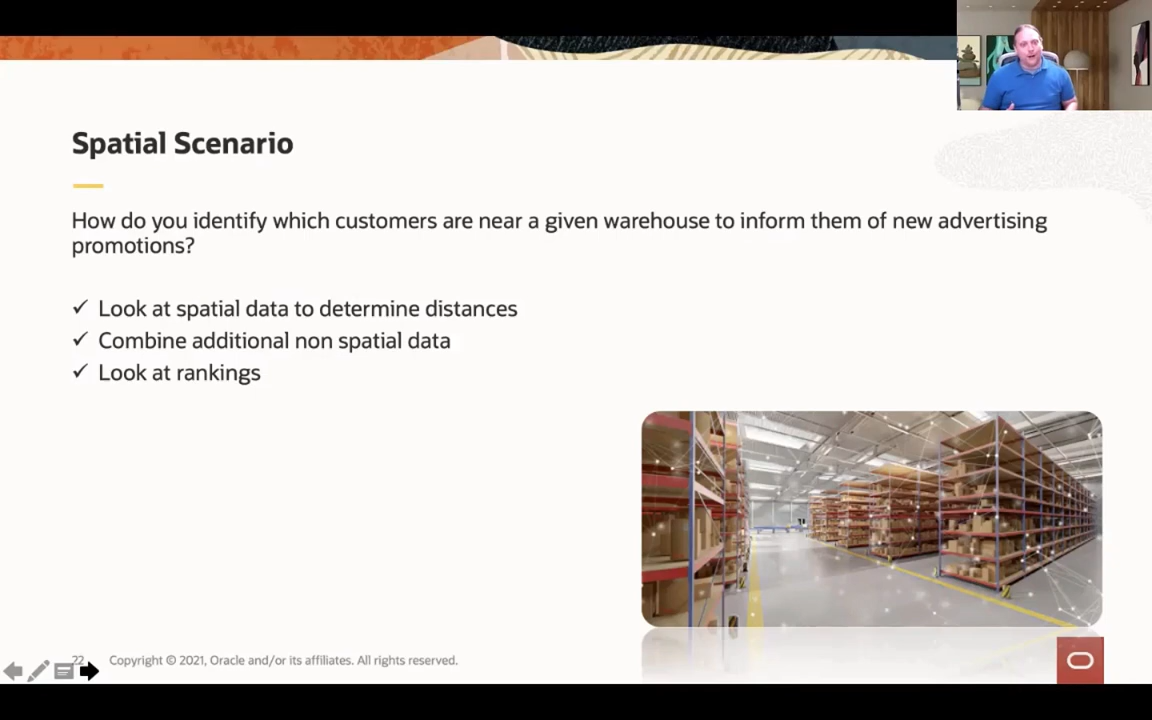 Spatial Scenario
How do you identify which customers are near a given warehouse to inform them of new advertising
promotions?
✓ Look at spatial data to determine distances
✓ Combine additional non spatial data
✓ Look at rankings
22 Copyright © 2021, Oracle and/or its affiliates. All rights reserved.